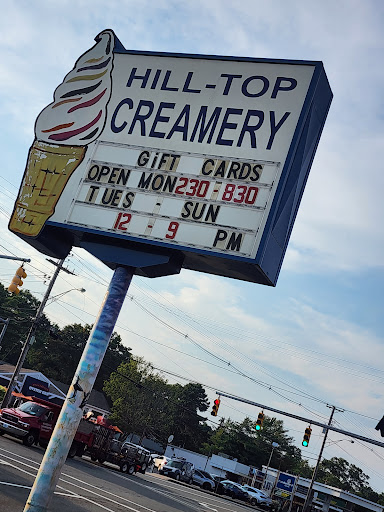 HILL-TOP
CREAMERY
GiFT CARDS
OPEN MON 230-830
TUES - SUN
12 - 9 PM